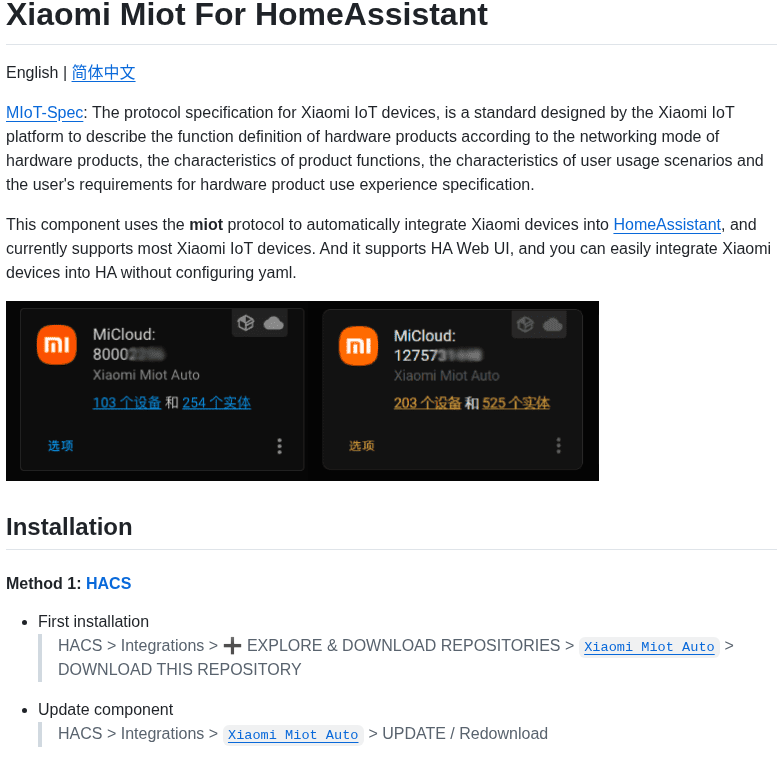 Xiaomi Miot For HomeAssistant
English | 简体中文
MIoT-Spec: The protocol specification for Xiaomi IoT devices, is a standard designed by the Xiaomi IoT
platform to describe the function definition of hardware products according to the networking mode of
hardware products, the characteristics of product functions, the characteristics of user usage scenarios and
the user's requirements for hardware product use experience specification.
This component uses the miot protocol to automatically integrate Xiaomi devices into HomeAssistant, and
currently supports most Xiaomi IoT devices. And it supports HA Web UI, and you can easily integrate Xiaomi
devices into HA without configuring yaml.
MiCloud:
8000
Xiaomi Miot Auto
103 个设备 和 254 个实体
选项
MiCloud:
12757
Xiaomi Miot Auto
203 个设备 和 525 个实体
选项
Installation
Method 1: HACS
• First installation
HACS > Integrations > ➕ EXPLORE & DOWNLOAD REPOSITORIES > Xiaomi Miot Auto >
DOWNLOAD THIS REPOSITORY
• Update component
HACS > Integrations > Xiaomi Miot Auto > UPDATE / Redownload